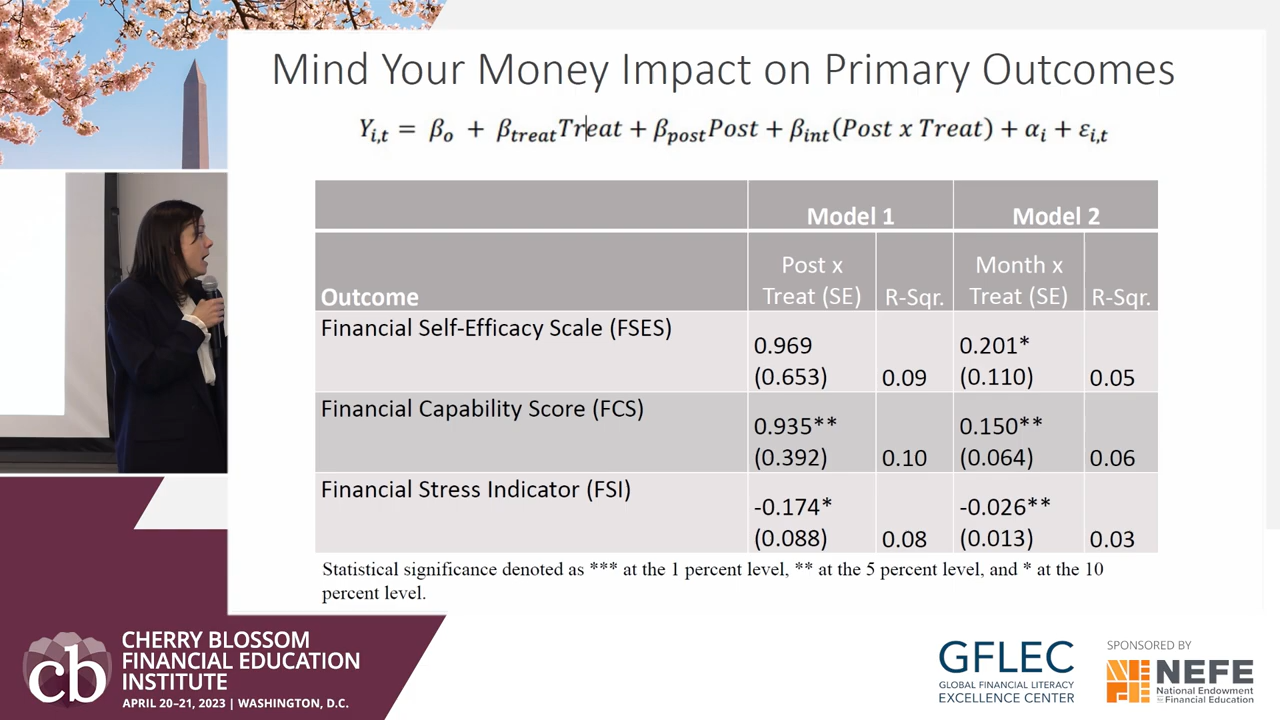 Mind Your Money Impact on Primary Outcomes
Y_{i,t} = β_o + β_{treat}Treat + β_{post}Post + β_{int}(Post x Treat) + α_i + ε_{i,t}
Model 1 Model 2
Outcome Post x Treat (SE) R-Sqr. Month x Treat (SE) R-Sqr.
Financial Self-Efficacy Scale (FSES) 0.969 (0.653) 0.09 0.201* (0.110) 0.05
Financial Capability Score (FCS) 0.935** (0.392) 0.10 0.150** (0.064) 0.06
Financial Stress Indicator (FSI) -0.174* (0.088) 0.08 -0.026** (0.013) 0.03
Statistical significance denoted as *** at the 1 percent level, ** at the 5 percent level, and * at the 10
percent level.
cb
CHERRY BLOSSOM
FINANCIAL EDUCATION
INSTITUTE
APRIL 20–21, 2023 | WASHINGTON, D.C.
GFLEC
GLOBAL FINANCIAL LITERACY
EXCELLENCE CENTER
SPONSORED BY
NEFE
National Endowment
for Financial Education